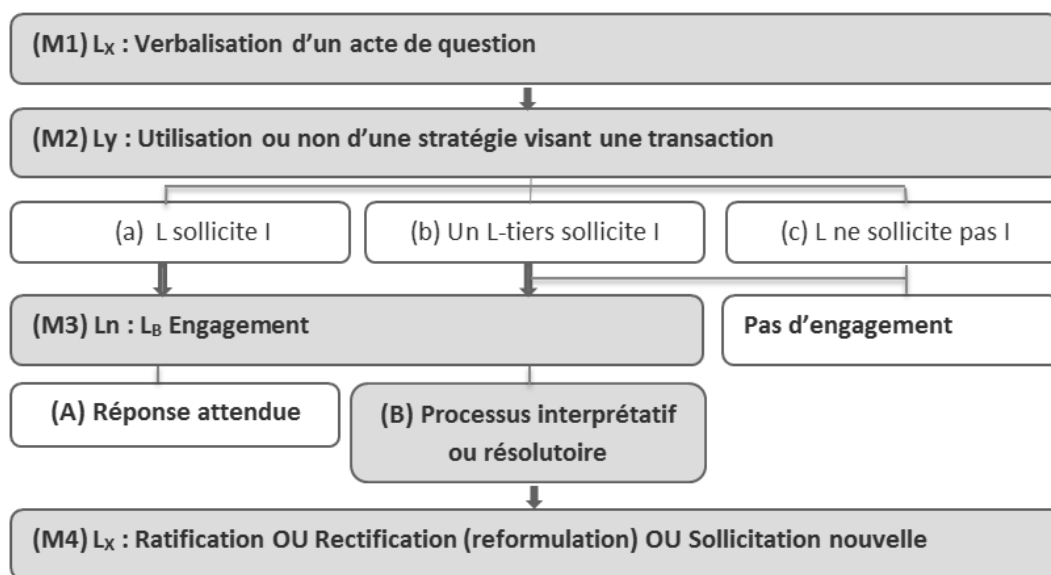 (M1) Lx : Verbalisation d’un acte de question
(M2) Ly : Utilisation ou non d’une stratégie visant une transaction
(a) L sollicite I
(b) Un L-tiers sollicite I
(c) L ne sollicite pas I
(M3) Ln : LB Engagement
Pas d’engagement
(A) Réponse attendue
(B) Processus interprétatif
ou résolutoire
(M4) Lx : Ratification OU Rectification (reformulation) OU Sollicitation nouvelle